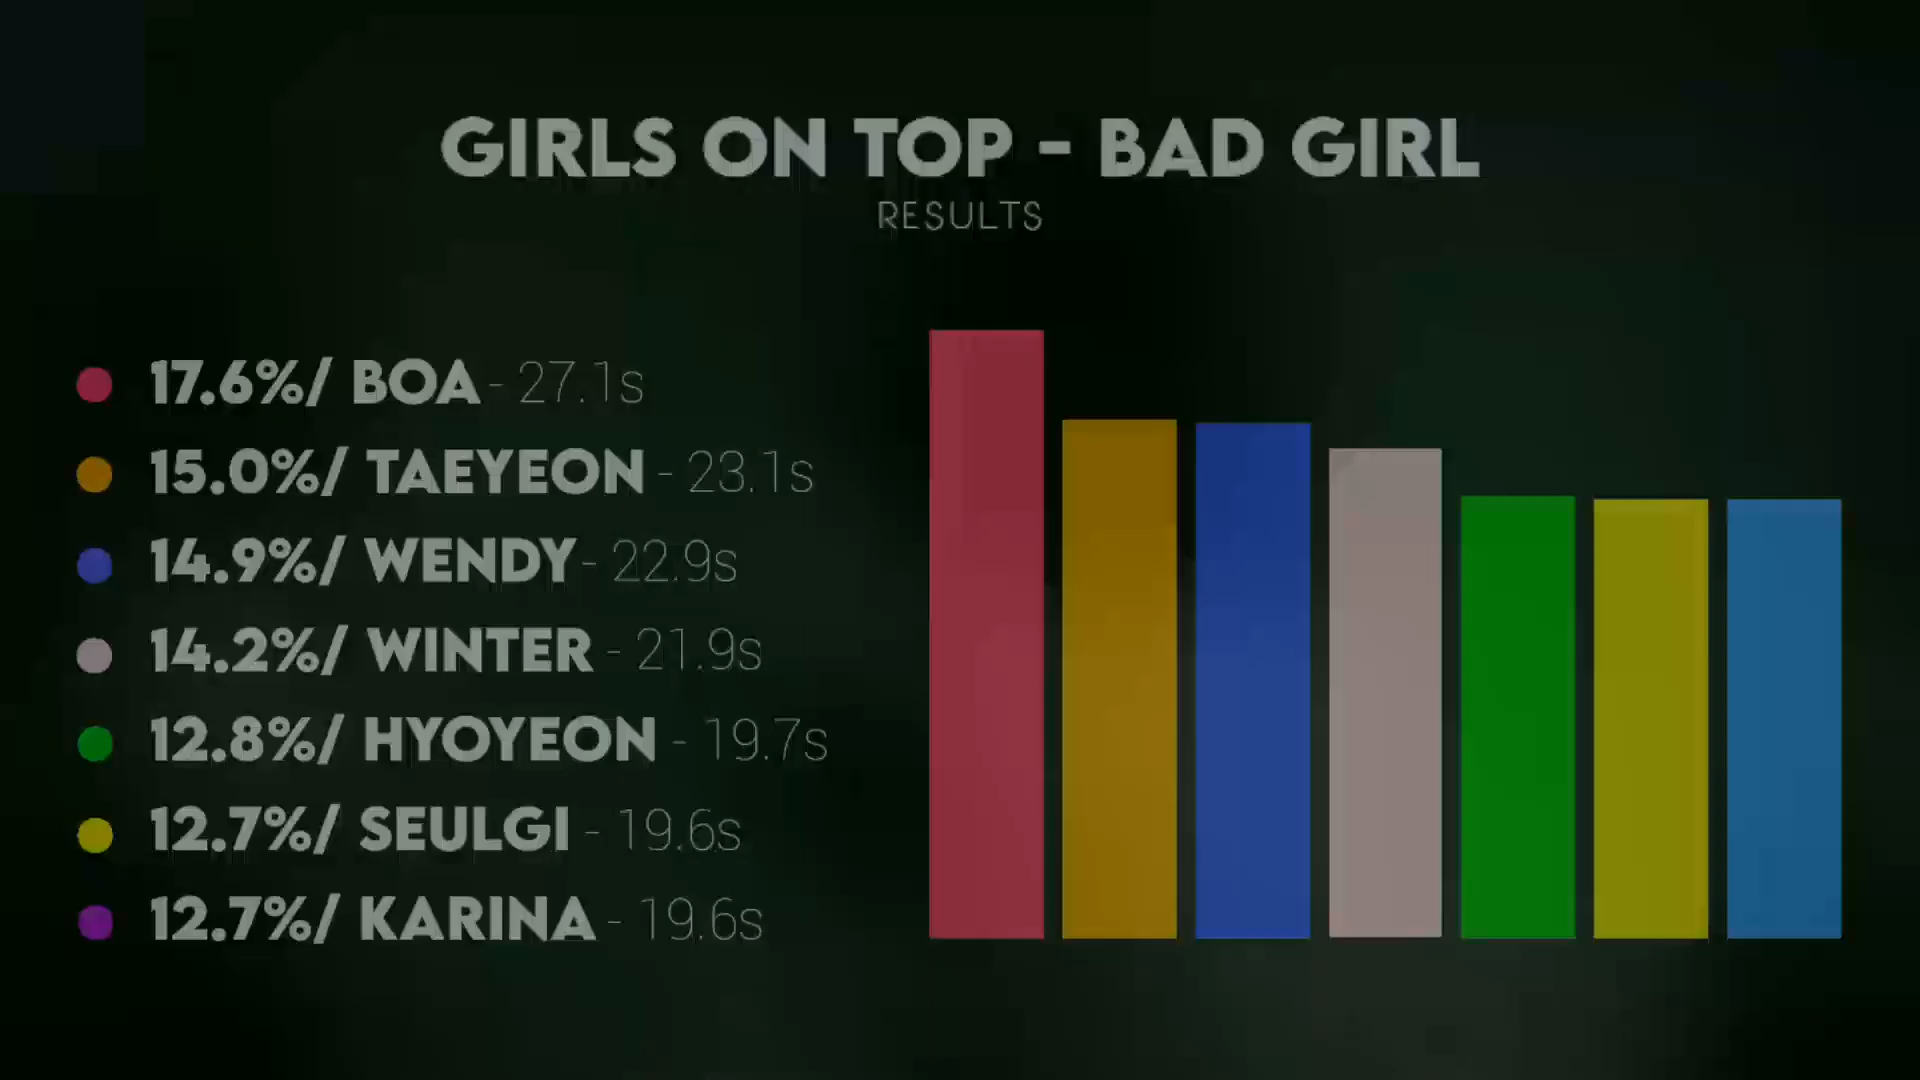 GIRLS ON TOP - BAD GIRL
RESULTS
17.6%/ BOA - 27.1s
15.0%/ TAEYEON - 23.1s
14.9%/ WENDY - 22.9s
14.2%/ WINTER - 21.9s
12.8%/ HYOYEON - 19.7s
12.7%/ SEULGI - 19.6s
12.7%/ KARINA - 19.6s